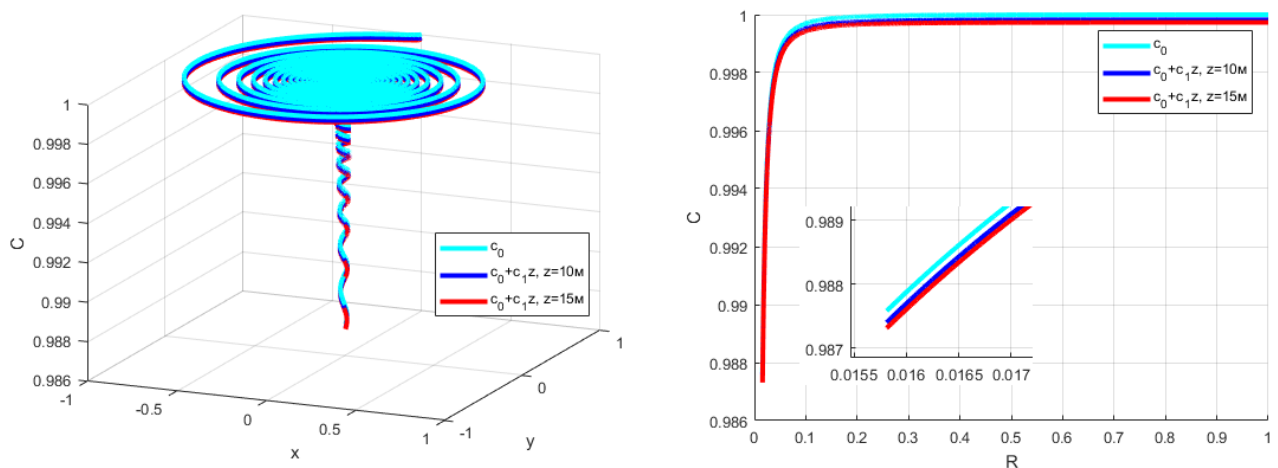 1
0.998
0.996
0.994
0.992
0.99
0.988
0.986
C
-1
-0.5
0
0.5
1
x
-1
0
1
y
c₀
c₀+c₁z, z=10м
c₀+c₁z, z=15м
1
0.998
0.996
0.994
0.992
0.99
0.988
0.986
C
c₀
c₀+c₁z, z=10м
c₀+c₁z, z=15м
0.989
0.988
0.987
0.0155 0.016 0.0165 0.017
0 0.1 0.2 0.3 0.4 0.5 0.6 0.7 0.8 0.9 1
R